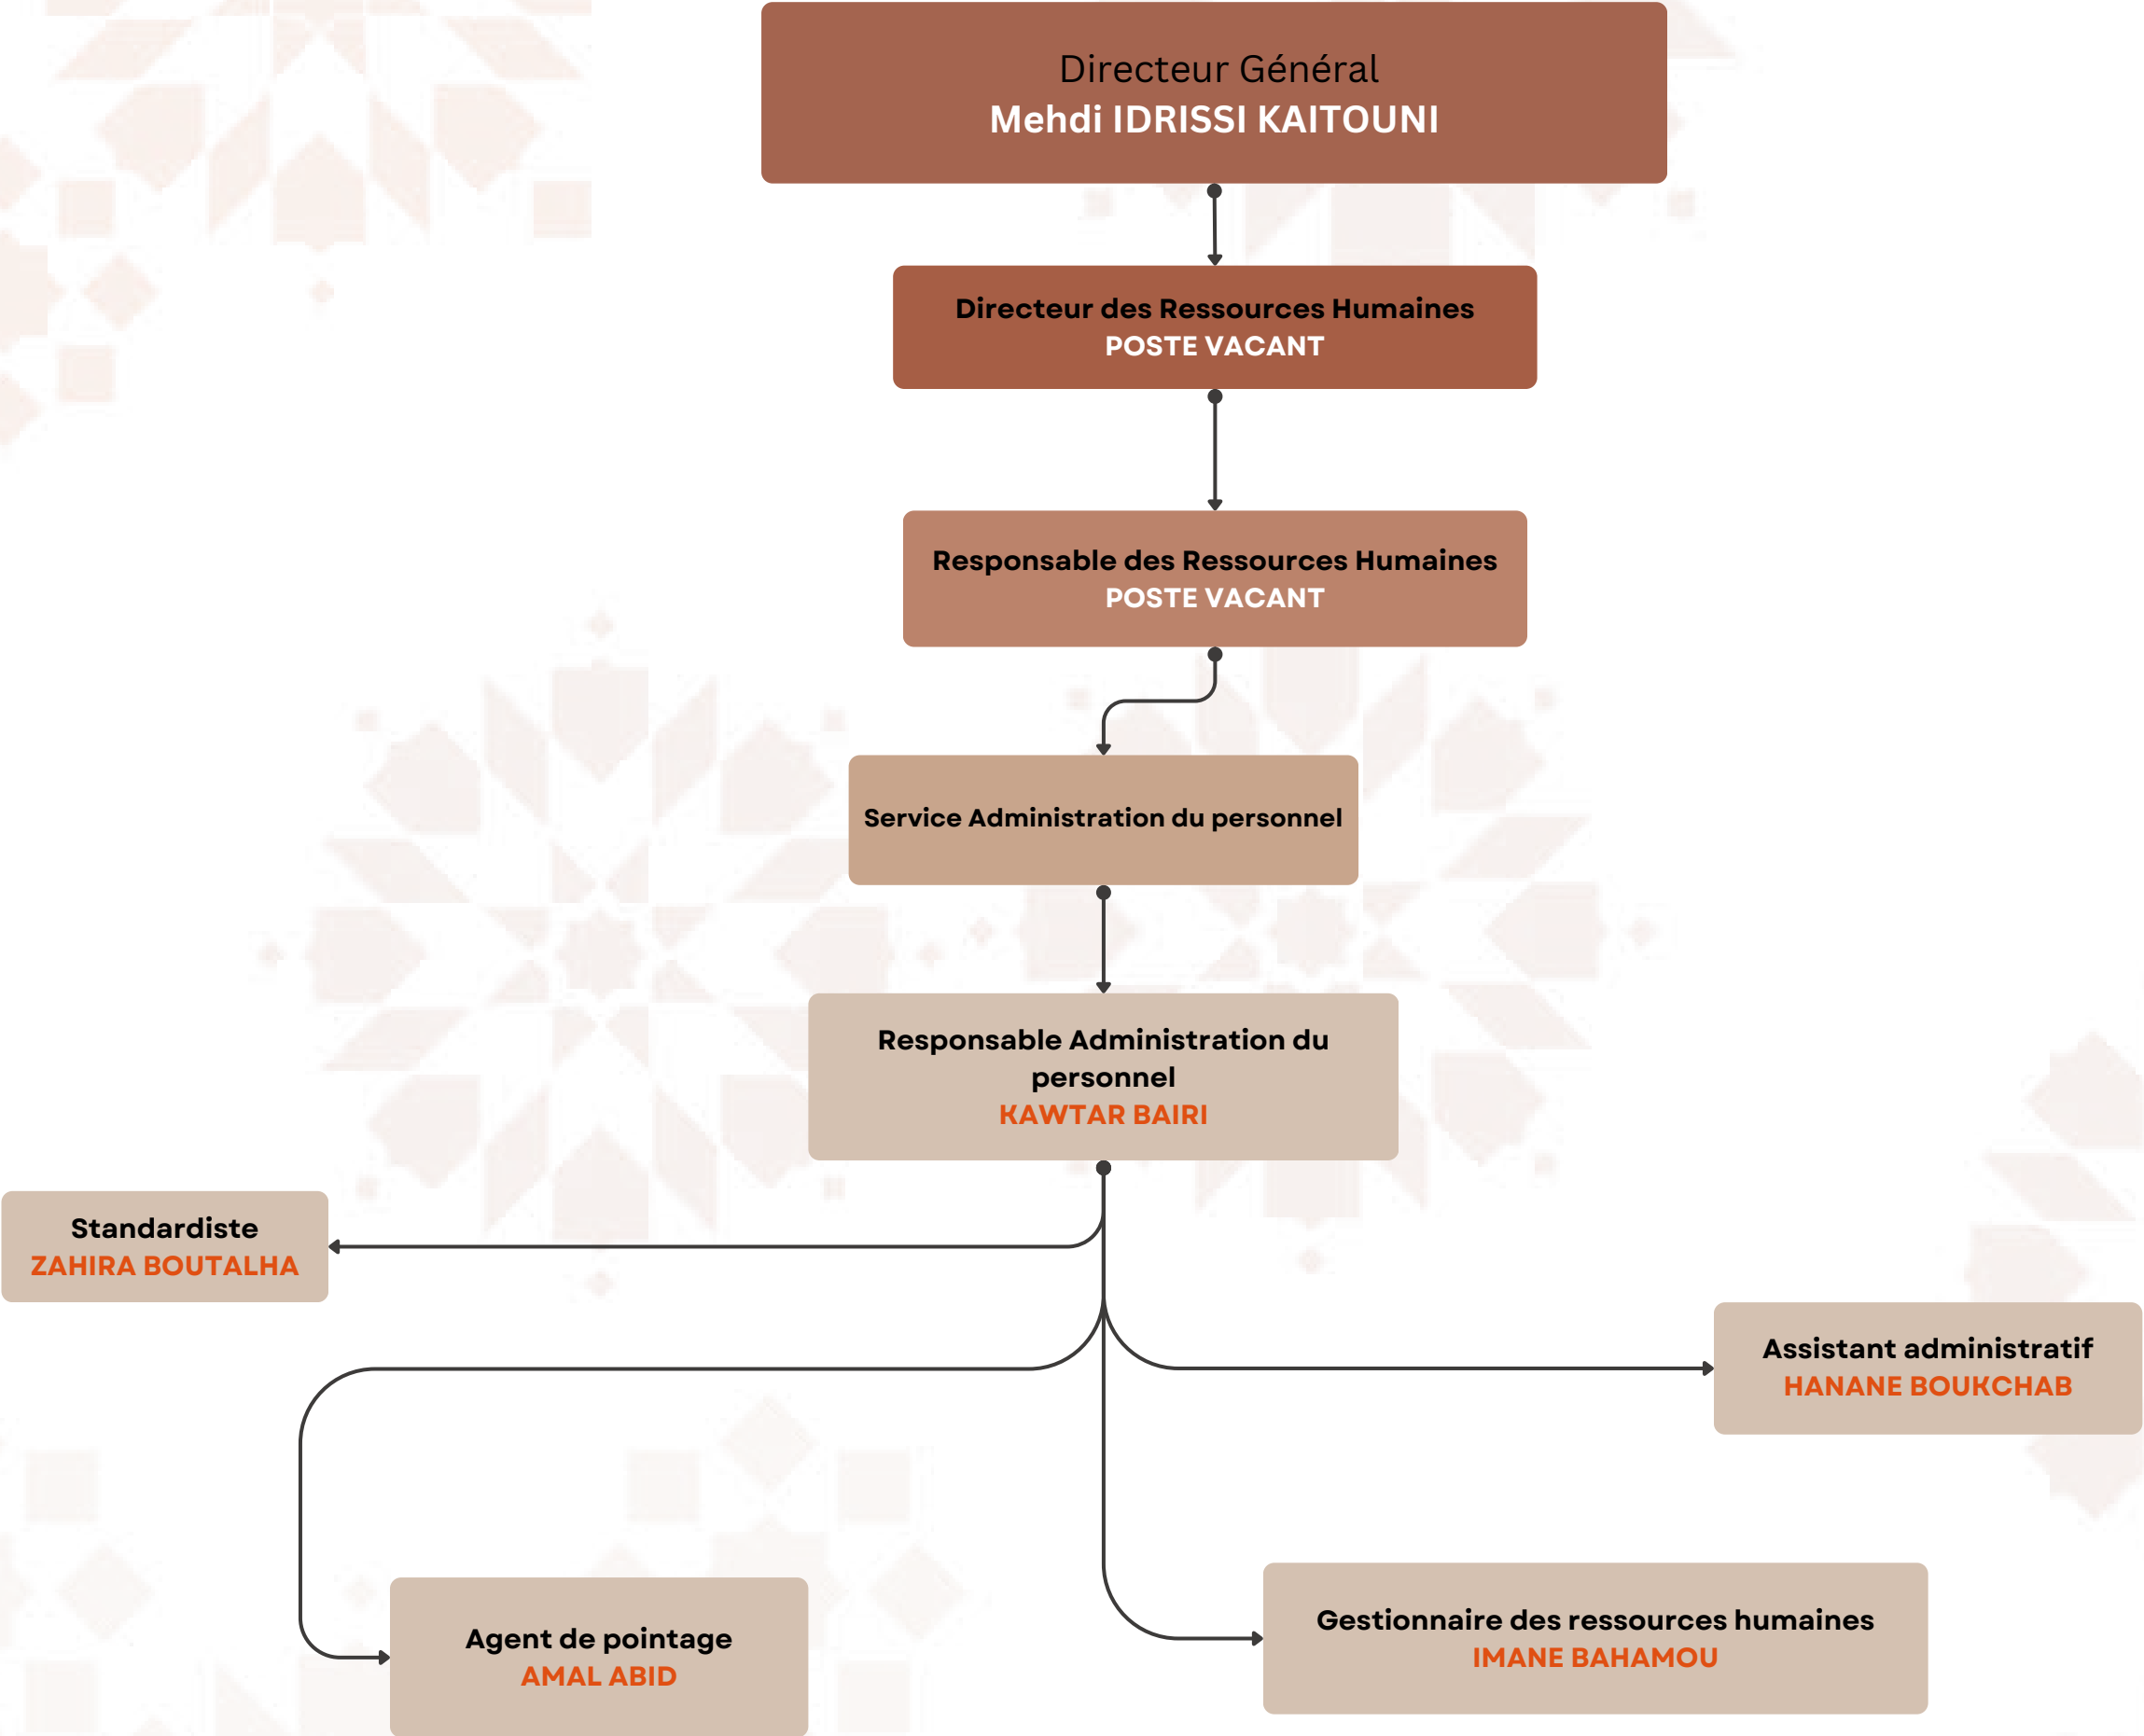 Directeur Général
Mehdi IDRISSI KAITOUNI
Directeur des Ressources Humaines
POSTE VACANT
Responsable des Ressources Humaines
POSTE VACANT
Service Administration du personnel
Responsable Administration du
personnel
KAWTAR BAIRI
Standardiste
ZAHIRA BOUTALHA
Assistant administratif
HANANE BOUKCHAB
Agent de pointage
AMAL ABID
Gestionnaire des ressources humaines
IMANE BAHAMOU